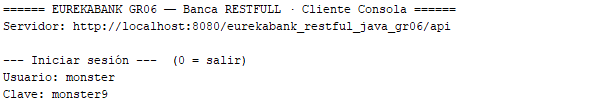 ====== EUREKABANK GR06 — Banca RESTFULL · Cliente Consola ======
Servidor: http://localhost:8080/eurekabank_restful_java_gr06/api
--- Iniciar sesión ---  (0 = salir)
Usuario: monster
Clave: monster9